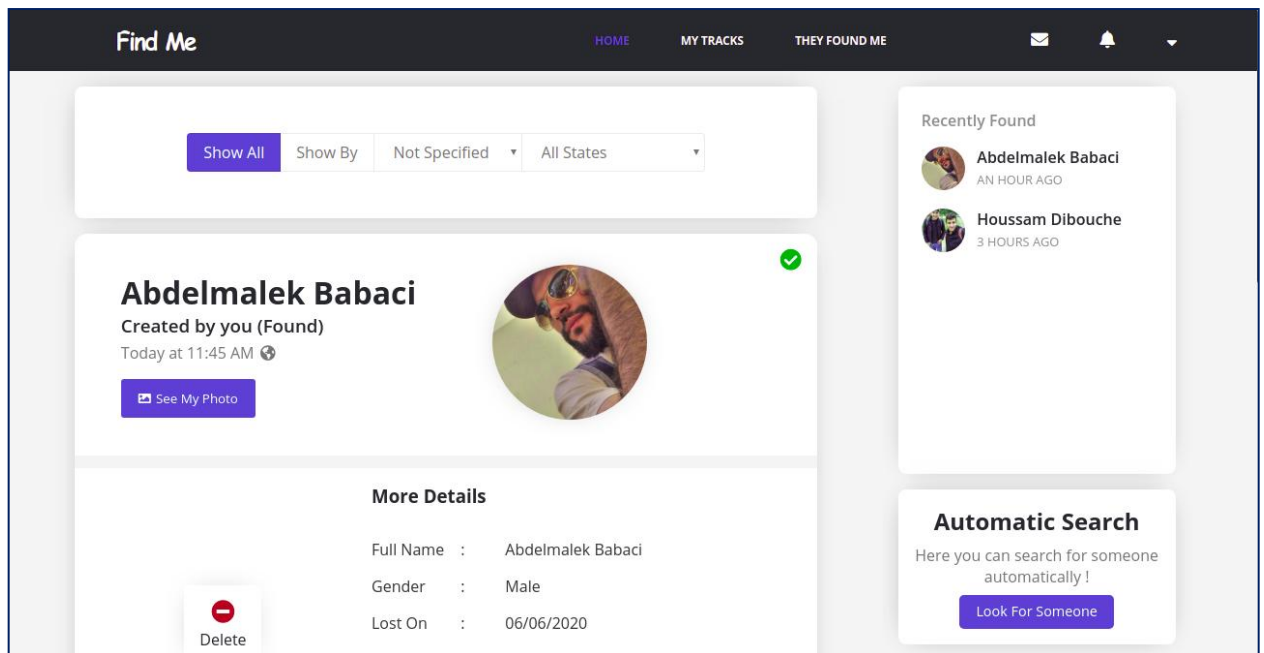 Find Me
HOME MY TRACKS THEY FOUND ME
Show All Show By Not Specified All States
Abdelmalek Babaci
Created by you (Found)
Today at 11:45 AM
See My Photo
More Details
Full Name : Abdelmalek Babaci
Gender : Male
Lost On : 06/06/2020
Delete
Recently Found
Abdelmalek Babaci
AN HOUR AGO
Houssam Dibouche
3 HOURS AGO
Automatic Search
Here you can search for someone
automatically !
Look For Someone